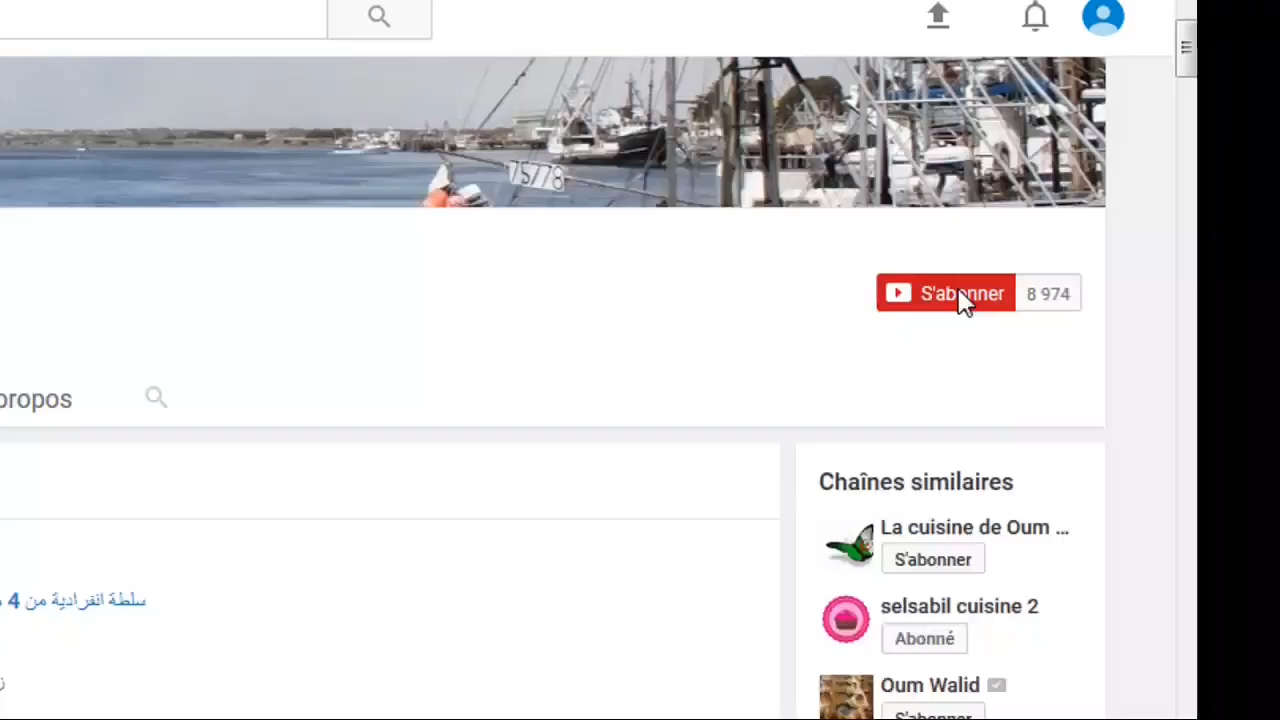 75778
S'abonner 8 974
propos
Chaînes similaires
La cuisine de Oum ...
S'abonner
سلطة انفرادية من 4
selsabil cuisine 2
Abonné
Oum Walid
S'abonner